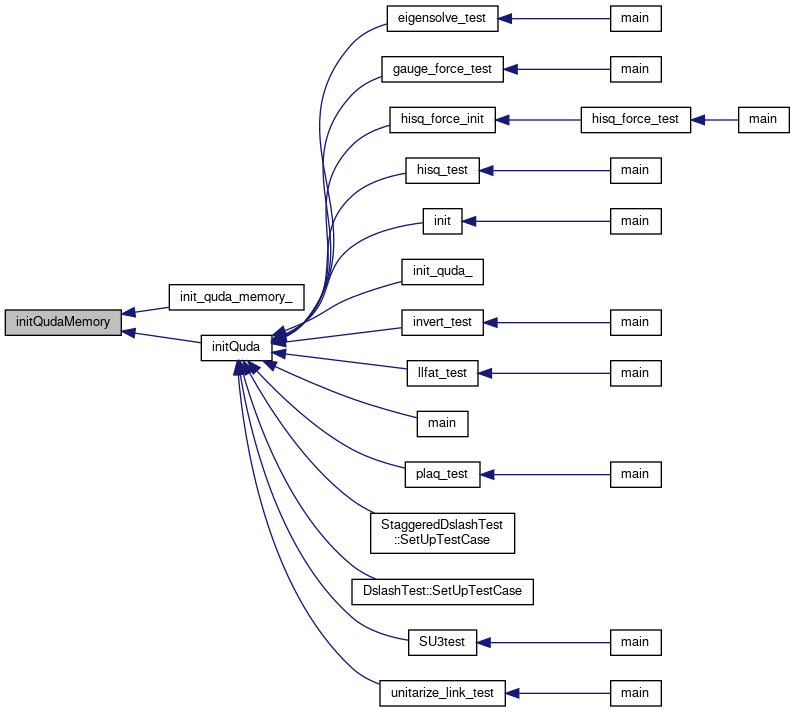 eigensolve_test
main
gauge_force_test
main
hisq_force_init
hisq_force_test
main
hisq_test
main
init
main
init_quda_
init_quda_memory_
initQudaMemory
invert_test
main
initQuda
llfat_test
main
main
plaq_test
main
StaggeredDslashTest
::SetUpTestCase
DslashTest::SetUpTestCase
SU3test
main
unitarize_link_test
main